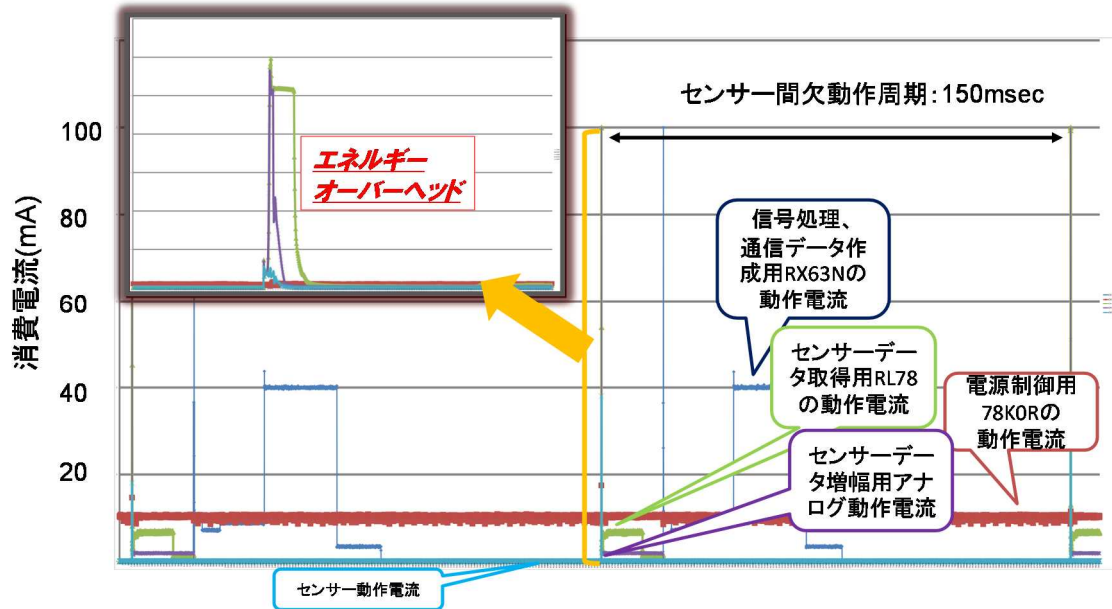 エネルギー
オーバーヘッド
センサー間欠動作周期：150msec
消費電流(mA)
100
80
60
40
20
信号処理、
通信データ作
成用RX63Nの
動作電流
センサーデー
タ取得用RL78
の動作電流
電源制御用
78K0Rの
動作電流
センサーデー
タ増幅用アナ
ログ動作電流
センサー動作電流